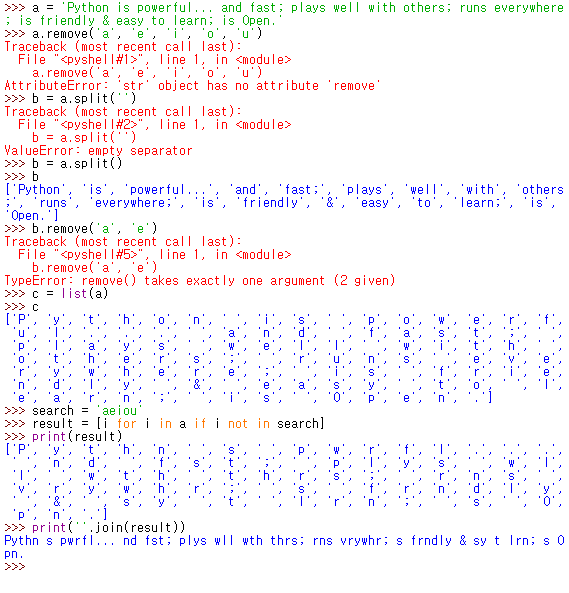 >>> a = 'Python is powerful... and fast; plays well with others; runs everywhere
; is friendly & easy to learn; is Open.'
>>> a.remove('a', 'e', 'i', 'o', 'u')
Traceback (most recent call last):
File "<pyshell#1>", line 1, in <module>
a.remove('a', 'e', 'i', 'o', 'u')
AttributeError: 'str' object has no attribute 'remove'
>>> b = a.split('')
Traceback (most recent call last):
File "<pyshell#2>", line 1, in <module>
b = a.split('')
ValueError: empty separator
>>> b = a.split()
>>> b
['Python', 'is', 'powerful...', 'and', 'fast;', 'plays', 'well', 'with', 'others
;', 'runs', 'everywhere;', 'is', 'friendly', '&', 'easy', 'to', 'learn;', 'is',
'Open.']
>>> b.remove('a', 'e')
Traceback (most recent call last):
File "<pyshell#5>", line 1, in <module>
b.remove('a', 'e')
TypeError: remove() takes exactly one argument (2 given)
>>> c = list(a)
>>> c
['P', 'y', 't', 'h', 'o', 'n', ' ', 'i', 's', ' ', 'p', 'o', 'w', 'e', 'r', 'f',
'u', 'l', '.', '.', '.', ' ', 'a', 'n', 'd', ' ', 'f', 'a', 's', 't', ';', ' ',
'p', 'l', 'a', 'y', 's', ' ', 'w', 'e', 'l', 'l', ' ', 'w', 'i', 't', 'h', ' ',
'o', 't', 'h', 'e', 'r', 's', ';', ' ', 'r', 'u', 'n', 's', ' ', 'e', 'v', 'e',
'r', 'y', 'w', 'h', 'e', 'r', 'e', ';', ' ', 'i', 's', ' ', 'f', 'r', 'i', 'e',
'n', 'd', 'l', 'y', ' ', '&', ' ', 'e', 'a', 's', 'y', ' ', 't', 'o', ' ', 'l',
'e', 'a', 'r', 'n', ';', ' ', 'i', 's', ' ', 'O', 'p', 'e', 'n', '.']
>>> search = 'aeiou'
>>> result = [i for i in a if i not in search]
>>> print(result)
['P', 'y', 't', 'h', 'n', ' ', 's', ' ', 'p', 'w', 'r', 'f', 'l', '.', '.', '.',
' ', 'n', 'd', ' ', 'f', 's', 't', ';', ' ', 'p', 'l', 'y', 's', ' ', 'w', 'l',
'l', ' ', 'w', 't', 'h', ' ', 't', 'h', 'r', 's', ';', ' ', 'r', 'n', 's', ' ',
'v', 'r', 'y', 'w', 'h', 'r', ';', ' ', 's', ' ', 'f', 'r', 'n', 'd', 'l', 'y',
' ', '&', ' ', 's', 'y', ' ', 't', ' ', 'l', 'r', 'n', ';', ' ', 's', ' ', 'O',
'p', 'n', '.']
>>> print(''.join(result))
Pythn s pwrfl... nd fst; plys wll wth thrs; rns vrywhr; s frndly & sy t lrn; s O
pn.
>>>